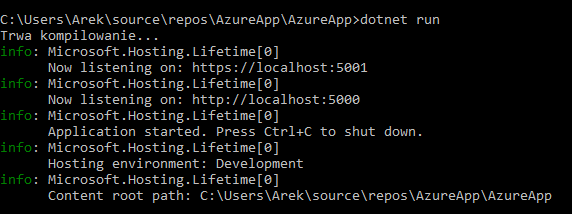 C:\Users\Arek\source\repos\AzureApp\AzureApp>dotnet run
Trwa kompilowanie...
info: Microsoft.Hosting.Lifetime[0]
      Now listening on: https://localhost:5001
info: Microsoft.Hosting.Lifetime[0]
      Now listening on: http://localhost:5000
info: Microsoft.Hosting.Lifetime[0]
      Application started. Press Ctrl+C to shut down.
info: Microsoft.Hosting.Lifetime[0]
      Hosting environment: Development
info: Microsoft.Hosting.Lifetime[0]
      Content root path: C:\Users\Arek\source\repos\AzureApp\AzureApp